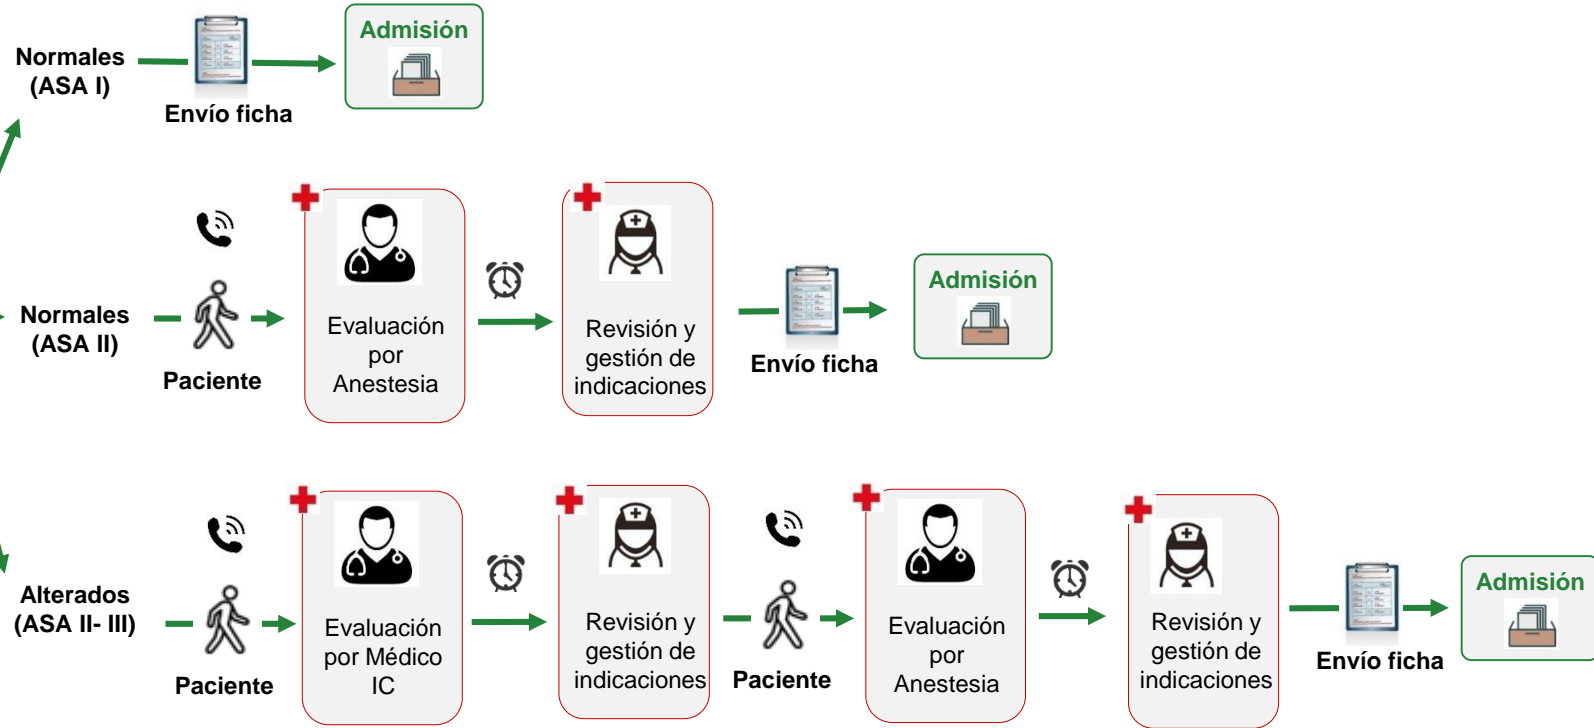 Normales
(ASA I)
Envío ficha
Admisión
Normales
(ASA II)
Paciente
Evaluación
por
Anestesia
Revisión y
gestión de
indicaciones
Envío ficha
Admisión
Alterados
(ASA II- III)
Paciente
Evaluación
por Médico
IC
Revisión y
gestión de
indicaciones
Paciente
Evaluación
por
Anestesia
Revisión y
gestión de
indicaciones
Envío ficha
Admisión